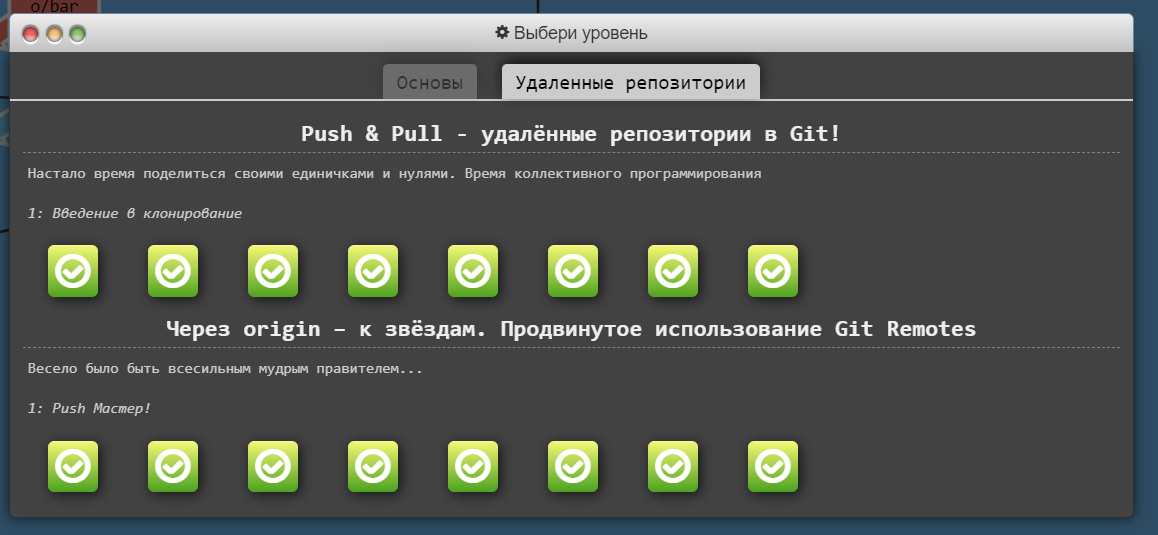 o/bar
Выбери уровень
Основы
Удаленные репозитории
Push & Pull - удалённые репозитории в Git!
Настало время поделиться своими единичками и нулями. Время коллективного программирования
1: Введение в клонирование
Через origin – к звёздам. Продвинутое использование Git Remotes
Весело было быть всесильным мудрым правителем...
1: Push Мастер!